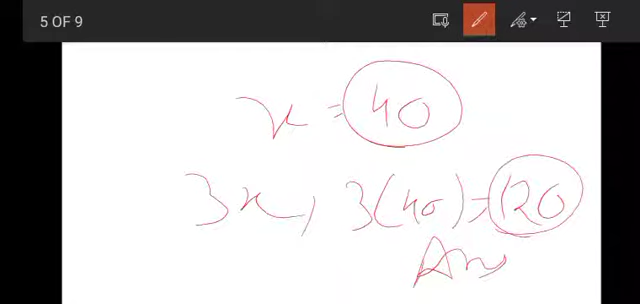 5 OF 9
x = 40
3x, 3(40) = 120
Ans